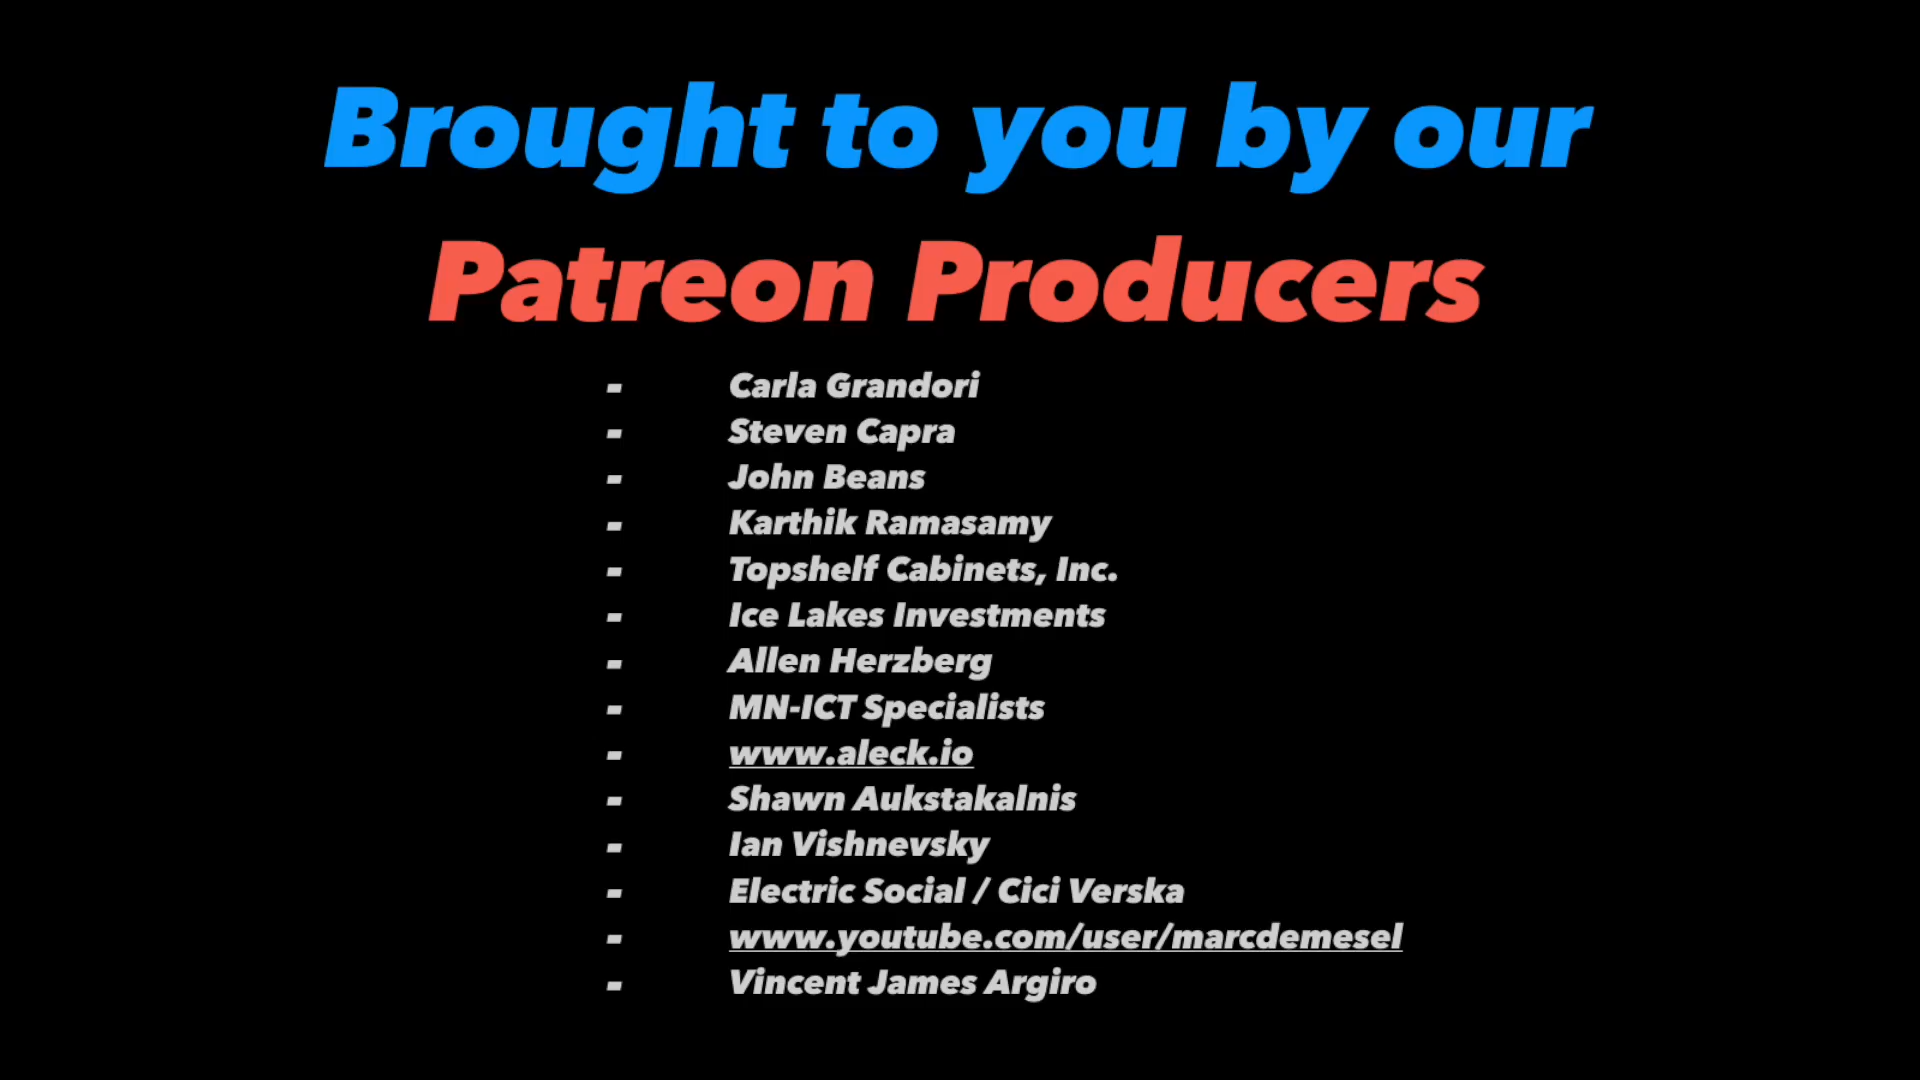 Brought to you by our
Patreon Producers
- Carla Grandori
- Steven Capra
- John Beans
- Karthik Ramasamy
- Topshelf Cabinets, Inc.
- Ice Lakes Investments
- Allen Herzberg
- MN-ICT Specialists
- www.aleck.io
- Shawn Aukstakalnis
- Ian Vishnevsky
- Electric Social / Cici Verska
- www.youtube.com/user/marcdemesel
- Vincent James Argiro